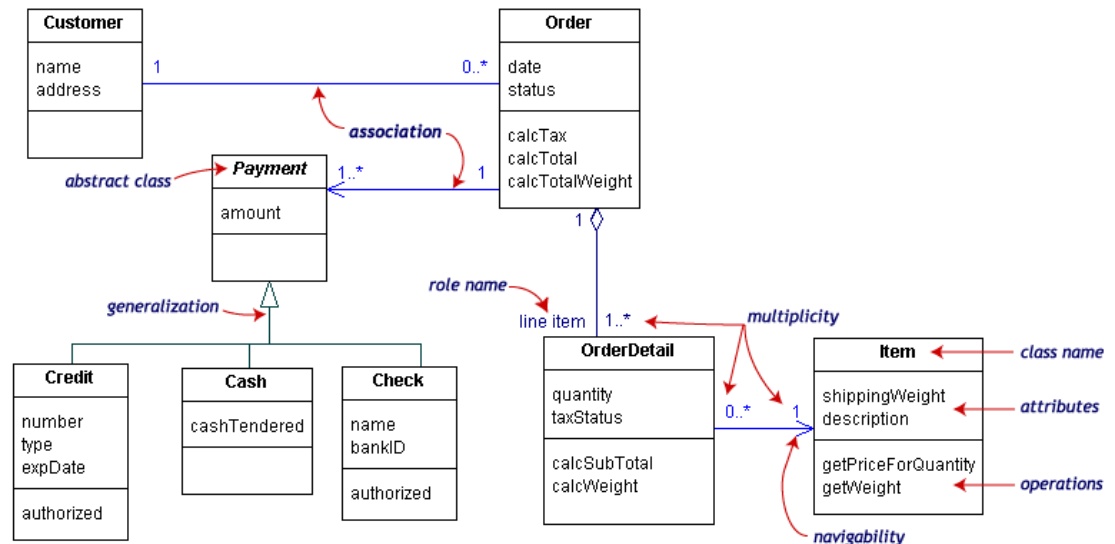 Customer
name
address
1
0..*
Order
date
status
calcTax
calcTotal
calcTotalWeight
association
abstract class
Payment
amount
1..*
1
1
generalization
role name
line item
1..*
multiplicity
Credit
number
type
expDate
authorized
Cash
cashTendered
Check
name
bankID
authorized
OrderDetail
quantity
taxStatus
calcSubTotal
calcWeight
0..*
1
Item
shippingWeight
description
getPriceForQuantity
getWeight
class name
attributes
operations
navigability